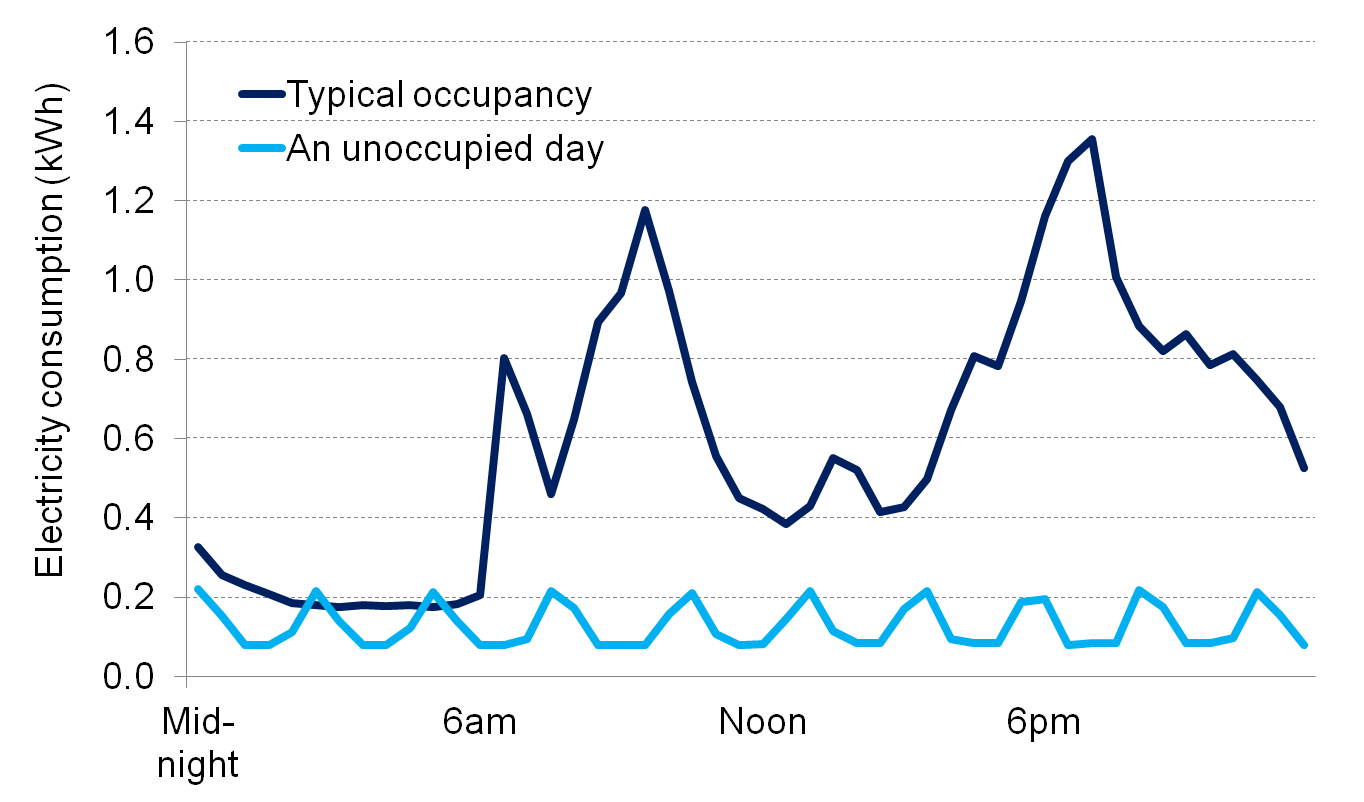 Electricity consumption (kWh)
1.6
1.4
1.2
1.0
0.8
0.6
0.4
0.2
0.0
Typical occupancy
An unoccupied day
Mid-
night
6am
Noon
6pm